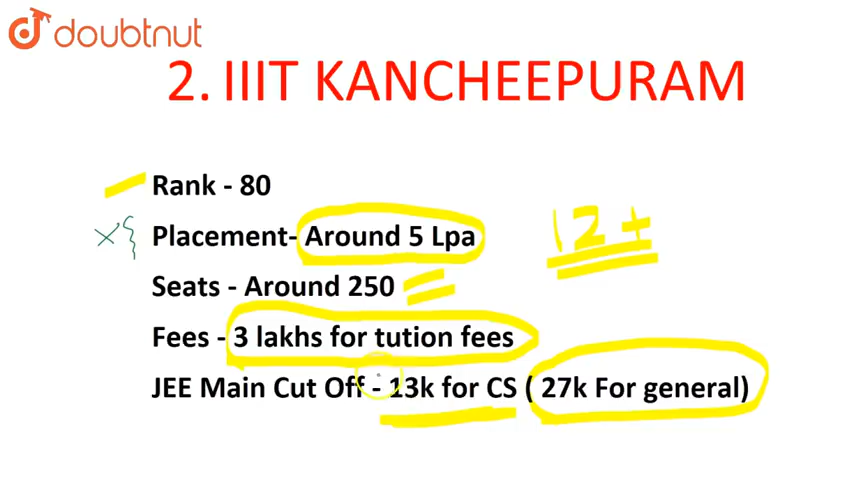 doubtnut
2. IIIT KANCHEEPURAM
Rank - 80
Placement- Around 5 Lpa
12+
Seats - Around 250
Fees - 3 lakhs for tution fees
JEE Main Cut Off - 13k for CS ( 27k For general)